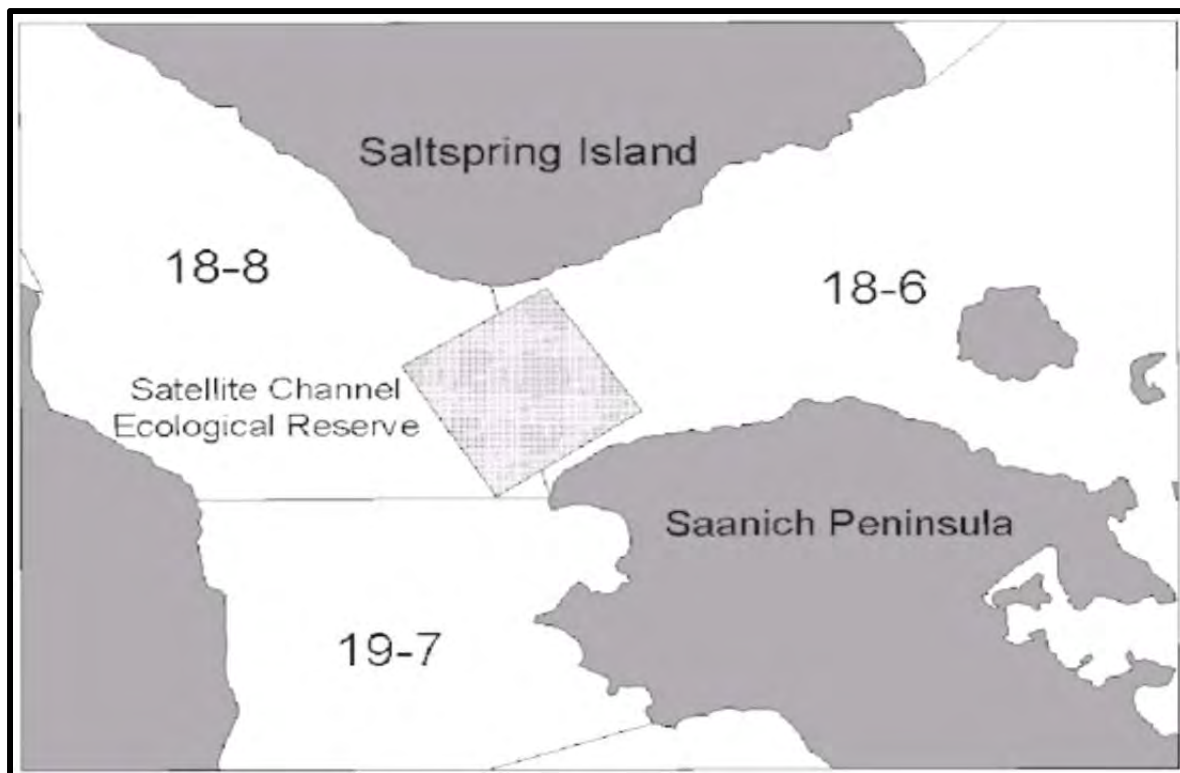 Saltspring Island
18-8
18-6
Satellite Channel
Ecological Reserve
Saanich Peninsula
19-7